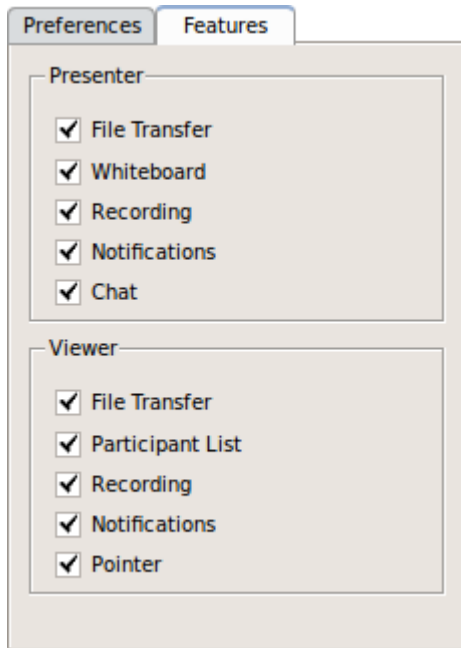 Preferences Features
Presenter
File Transfer
Whiteboard
Recording
Notifications
Chat
Viewer
File Transfer
Participant List
Recording
Notifications
Pointer